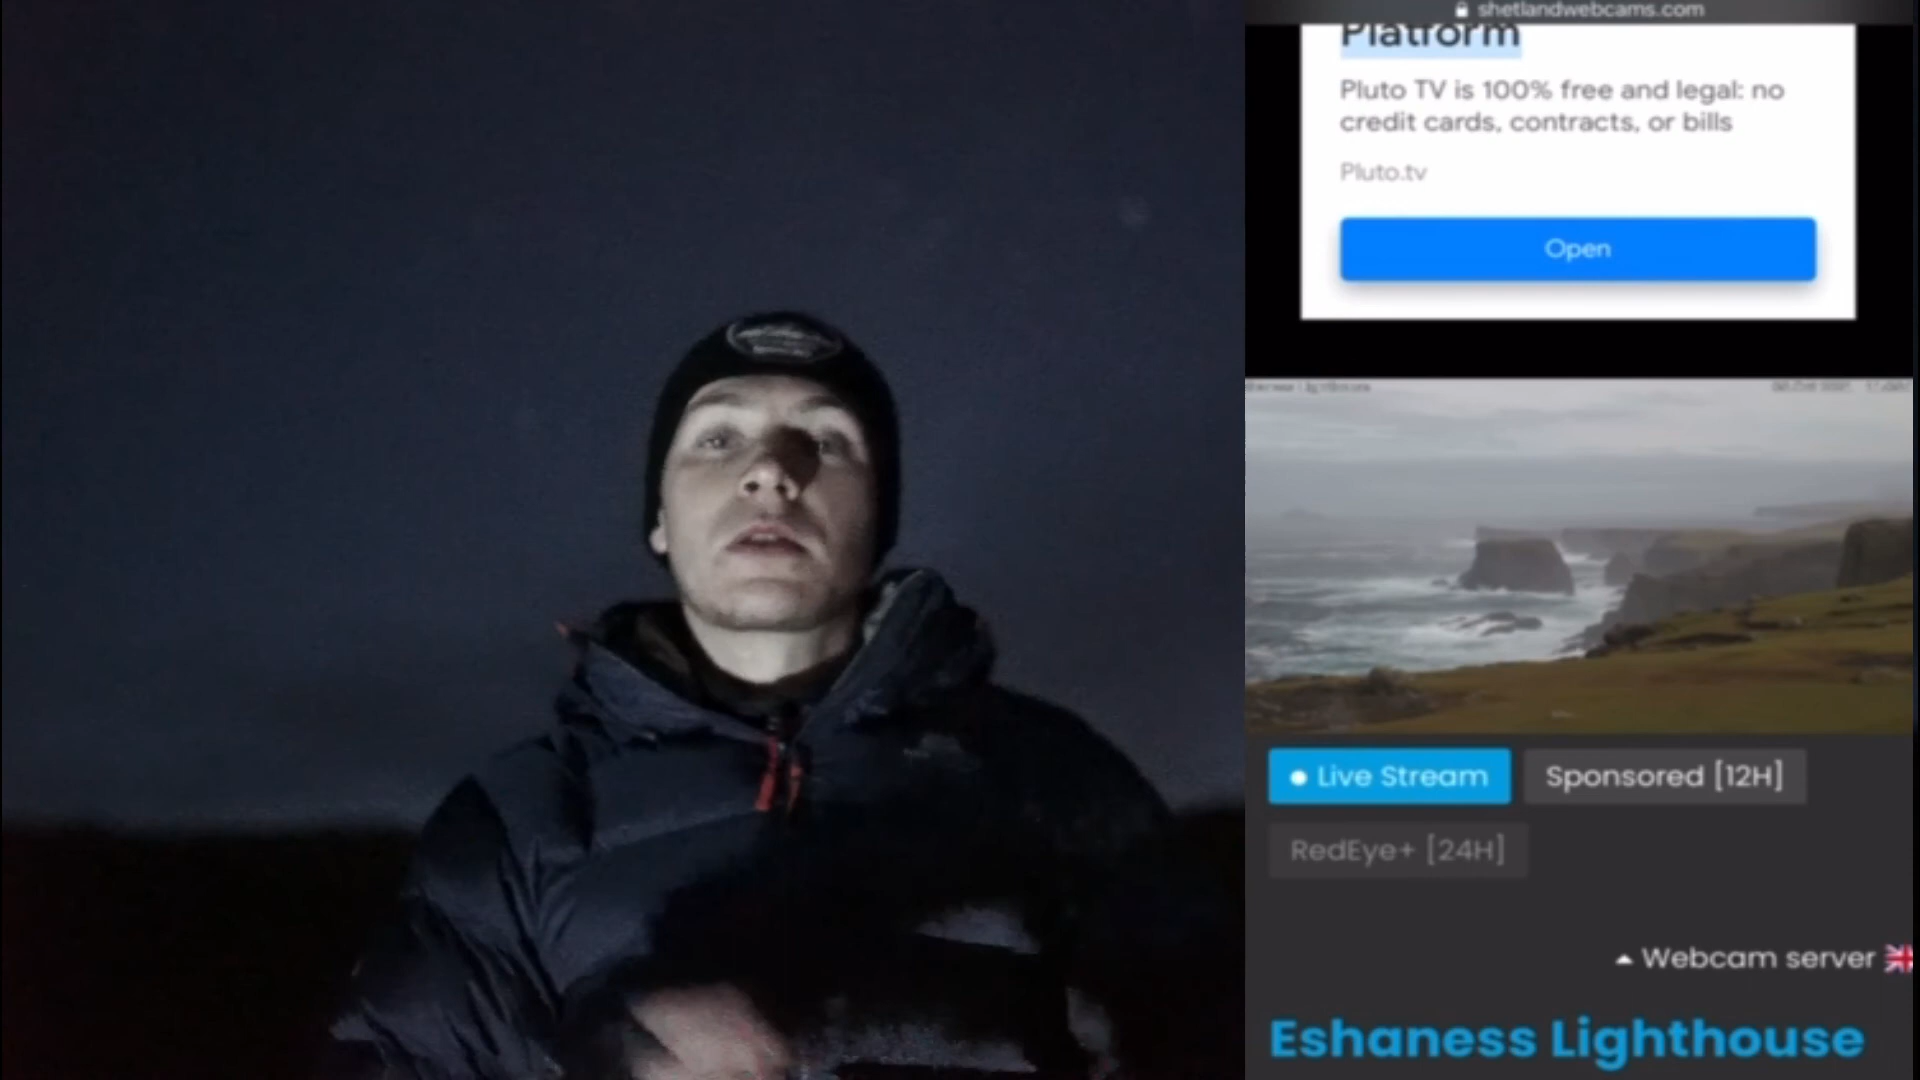 shetlandwebcams.com
Platform
Pluto TV is 100% free and legal: no
credit cards, contracts, or bills
Pluto.tv
Open
Live Stream
Sponsored [12H]
RedEye+ [24H]
Webcam server
Eshaness Lighthouse